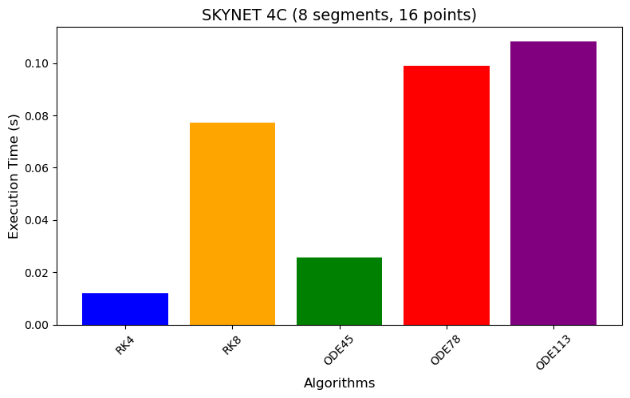 SKYNET 4C (8 segments, 16 points)
Execution Time (s)
0.10
0.08
0.06
0.04
0.02
0.00
RK4
RK8
ODE45
ODE78
ODE113
Algorithms